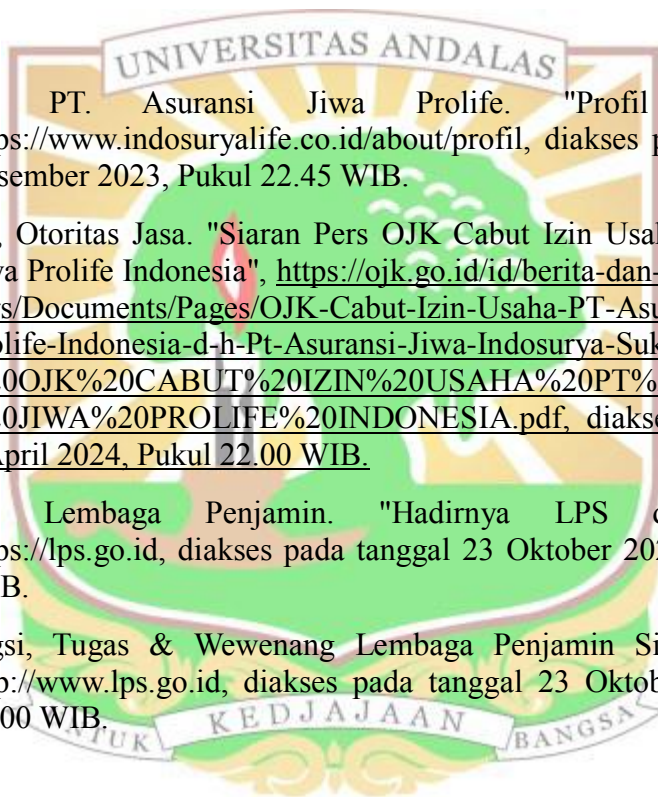 UNIVERSITAS ANDALAS
PT. Asuransi Jiwa Prolife. "Profil
ps://www.indosuryalife.co.id/about/profil, diakses p
sember 2023, Pukul 22.45 WIB.
, Otoritas Jasa. "Siaran Pers OJK Cabut Izin Usah
va Prolife Indonesia", https://ojk.go.id/id/berita-dan-
rs/Documents/Pages/OJK-Cabut-Izin-Usaha-PT-Asu
olife-Indonesia-d-h-Pt-Asuransi-Jiwa-Indosurya-Suk
0OJK%20CABUT%20IZIN%20USAHA%20PT%
0JIWA%20PROLIFE%20INDONESIA.pdf, diakse
April 2024, Pukul 22.00 WIB.
Lembaga Penjamin. "Hadirnya LPS d
ps://lps.go.id, diakses pada tanggal 23 Oktober 202
B.
gsi, Tugas & Wewenang Lembaga Penjamin Si
p://www.lps.go.id, diakses pada tanggal 23 Oktob
00 WIB.
UNTUK KEDJAJAAN BANGSA